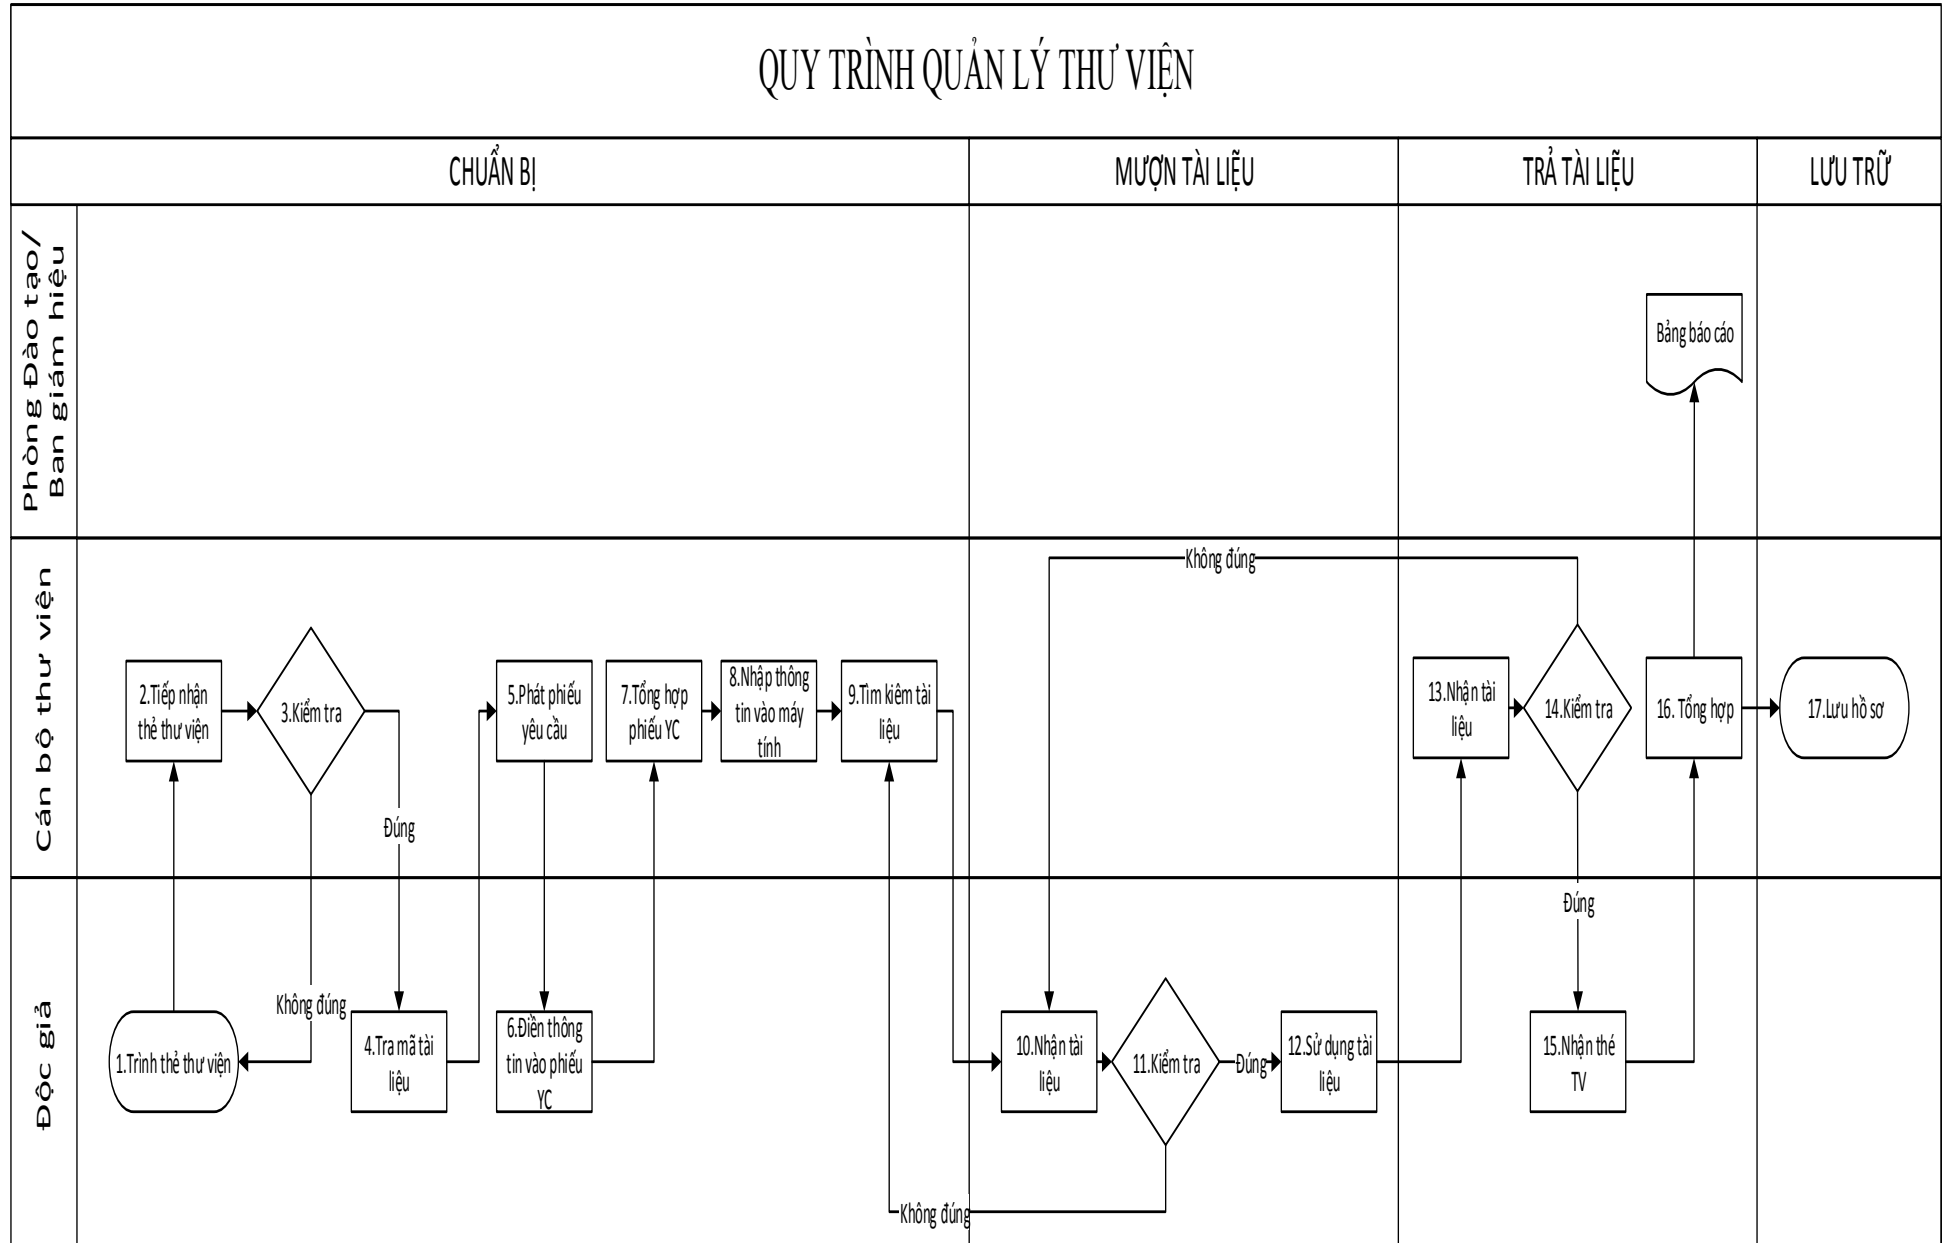 QUY TRÌNH QUẢN LÝ THƯ VIỆN
CHUẨN BỊ
MƯỢN TÀI LIỆU
TRẢ TÀI LIỆU
LƯU TRỮ
Phòng Đào tạo/
Ban giám hiệu
Bảng báo cáo
Cán bộ thư viện
Không đúng
2.Tiếp nhận
thẻ thư viện
3.Kiểm tra
5.Phát phiếu
yêu cầu
7.Tổng hợp
phiếu YC
8.Nhập thông
tin vào máy
tính
9.Tìm kiêm tài
liệu
13.Nhận tài
liệu
14.Kiểm tra
16. Tổng hợp
17.Lưu hồ sơ
Đúng
Đúng
Độc giả
Không đúng
1.Trình thẻ thư viện
4.Tra mã tài
liệu
6.Điền thông
tin vào phiếu
YC
10.Nhận tài
liệu
11.Kiểm tra
Đúng
12.Sử dụng tài
liệu
15.Nhận thé
TV
Không đúng